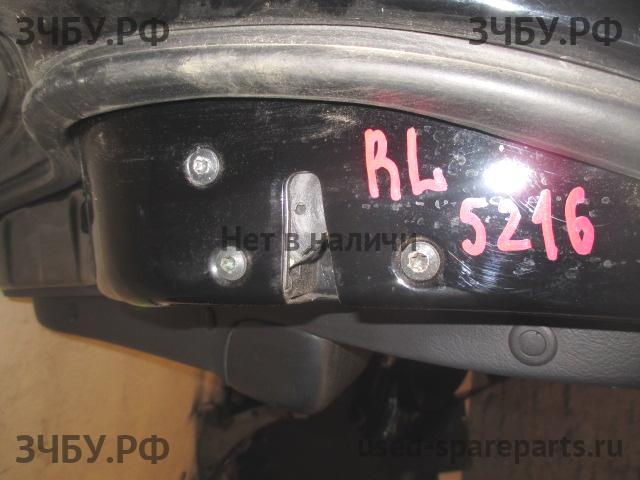 ЗЧБУ.РФ
ЗЧБУ.РФ
RL
5216
Нет в наличи
ЗЧБУ.РФ
used-spareparts.ru